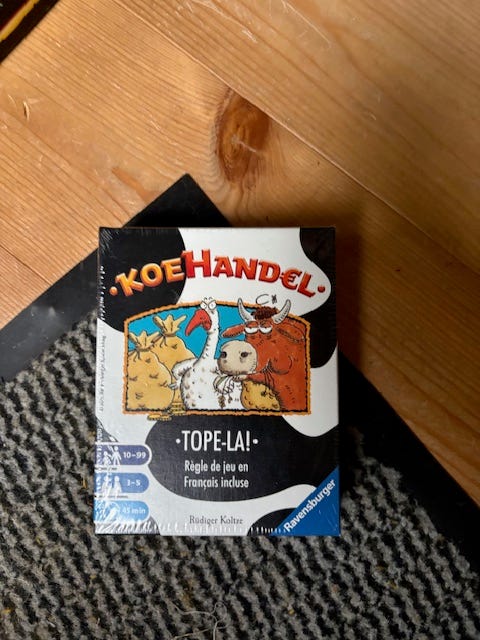 •KOEHANDEL•
•TOPE-LA!•
Règle de jeu en
Français incluse
10-99
3-5
45 min
Rüdiger Koltze
Ravensburger